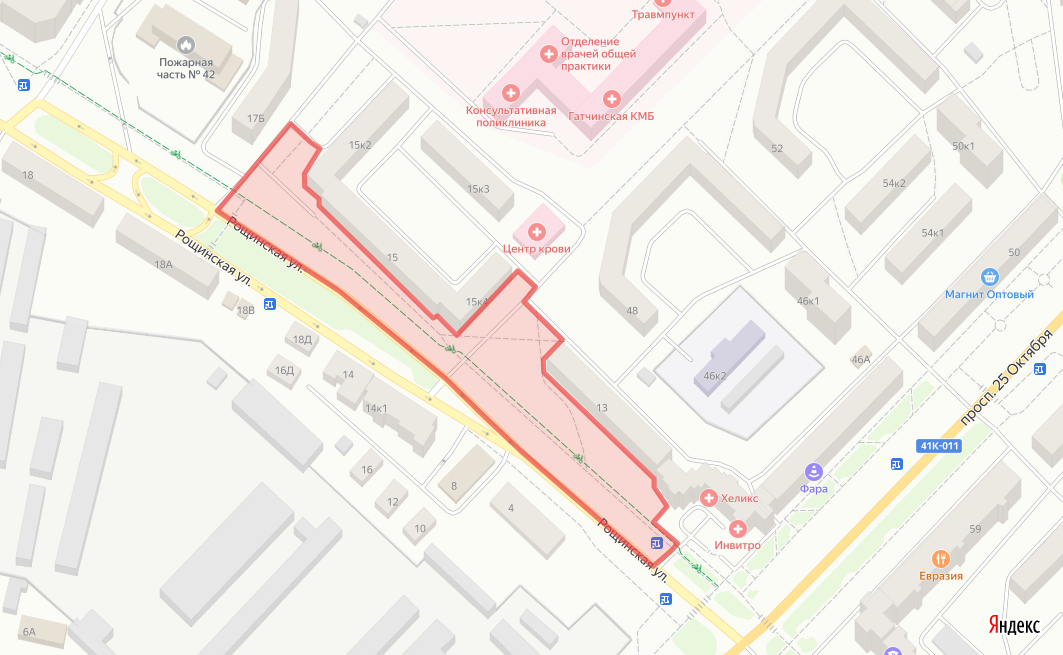 Травмпункт
Отделение
врачей общей
практики
Пожарная
часть № 42
Консультативная
поликлиника
Гатчинская КМБ
17Б
15к2
52
50к1
18
15к3
54к2
Рощинская ул.
Рощинская ул.
Центр крови
54к1
18А
15
50
Магнит Оптовый
15к4
46к1
18В
48
18Д
46А
16Д
14
46к2
просп. 25 Октября
14к1
13
41К-011
16
Фара
8
Хеликс
12
4
10
Рощинская ул.
Инвитро
59
Евразия
6А
Яндекс